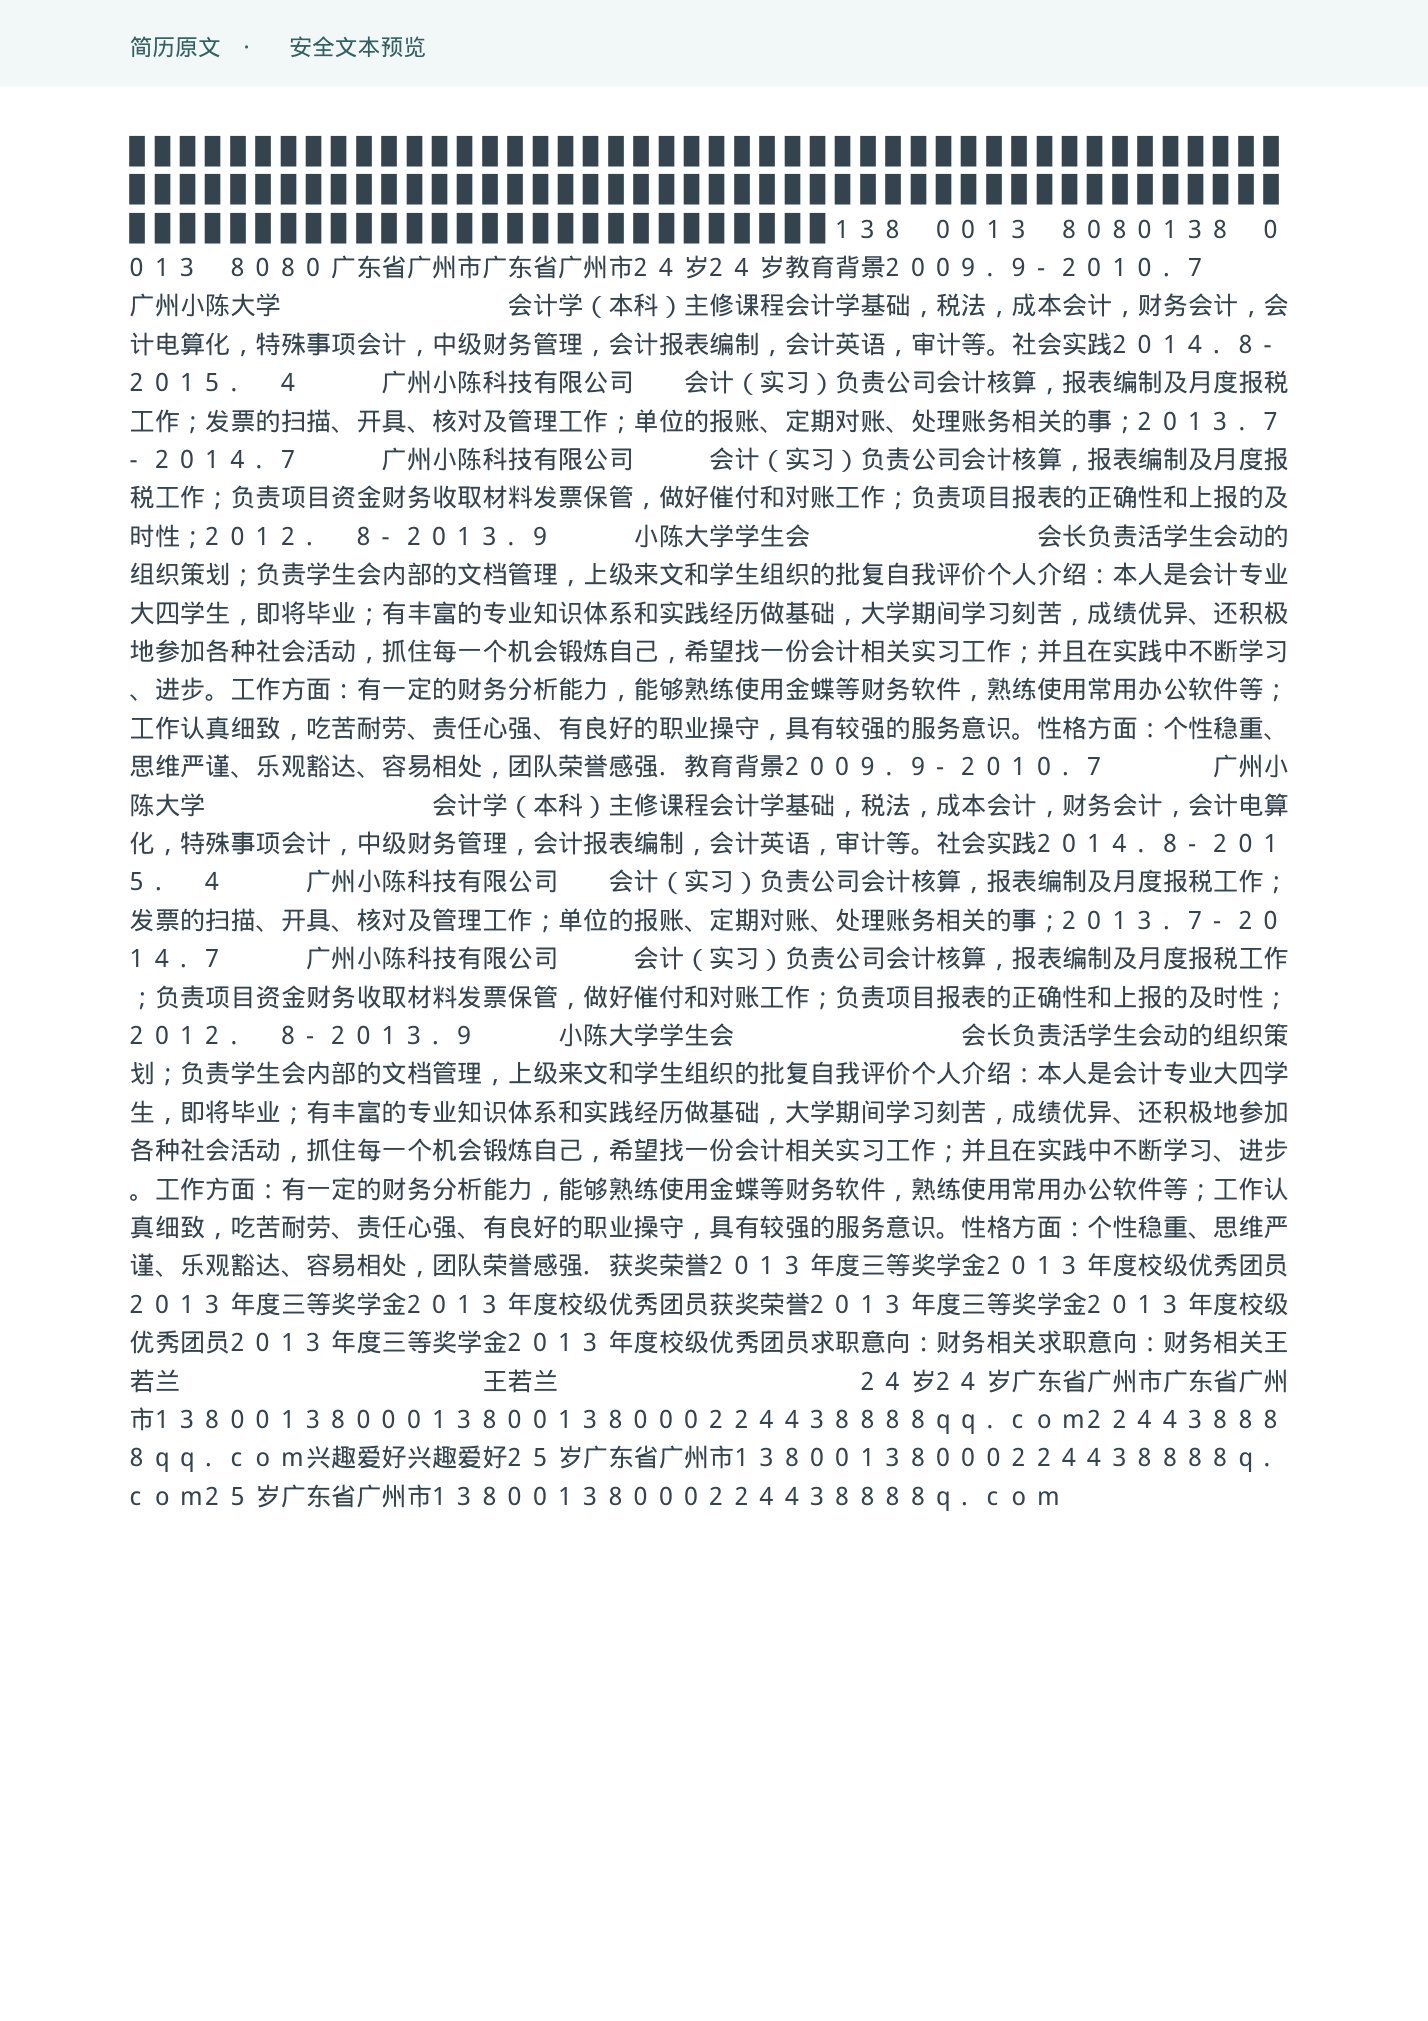 简历原文 · 安全文本预览
138 0013 8080138 0
013 8080广东省广州市广东省广州市24岁24岁教育背景2009.9-2010.7
广州小陈大学 会计学(本科)主修课程会计学基础,税法,成本会计,财务会计,会
计电算化,特殊事项会计,中级财务管理,会计报表编制,会计英语,审计等。社会实践2014.8-
2015. 4 广州小陈科技有限公司 会计(实习)负责公司会计核算,报表编制及月度报税
工作;发票的扫描、开具、核对及管理工作;单位的报账、定期对账、处理账务相关的事;2013.7
-2014.7 广州小陈科技有限公司 会计(实习)负责公司会计核算,报表编制及月度报
税工作;负责项目资金财务收取材料发票保管,做好催付和对账工作;负责项目报表的正确性和上报的及
时性;2012. 8-2013.9 小陈大学学生会 会长负责活学生会动的
组织策划;负责学生会内部的文档管理,上级来文和学生组织的批复自我评价个人介绍:本人是会计专业
大四学生,即将毕业;有丰富的专业知识体系和实践经历做基础,大学期间学习刻苦,成绩优异、还积极
地参加各种社会活动,抓住每一个机会锻炼自己,希望找一份会计相关实习工作;并且在实践中不断学习
、进步。工作方面:有一定的财务分析能力,能够熟练使用金蝶等财务软件,熟练使用常用办公软件等;
工作认真细致,吃苦耐劳、责任心强、有良好的职业操守,具有较强的服务意识。性格方面:个性稳重、
思维严谨、乐观豁达、容易相处,团队荣誉感强. 教育背景2009.9-2010.7 广州小
陈大学 会计学(本科)主修课程会计学基础,税法,成本会计,财务会计,会计电算
化,特殊事项会计,中级财务管理,会计报表编制,会计英语,审计等。社会实践2014.8-201
5. 4 广州小陈科技有限公司 会计(实习)负责公司会计核算,报表编制及月度报税工作;
发票的扫描、开具、核对及管理工作;单位的报账、定期对账、处理账务相关的事;2013.7-20
14.7 广州小陈科技有限公司 会计(实习)负责公司会计核算,报表编制及月度报税工作
;负责项目资金财务收取材料发票保管,做好催付和对账工作;负责项目报表的正确性和上报的及时性;
2012. 8-2013.9 小陈大学学生会 会长负责活学生会动的组织策
划;负责学生会内部的文档管理,上级来文和学生组织的批复自我评价个人介绍:本人是会计专业大四学
生,即将毕业;有丰富的专业知识体系和实践经历做基础,大学期间学习刻苦,成绩优异、还积极地参加
各种社会活动,抓住每一个机会锻炼自己,希望找一份会计相关实习工作;并且在实践中不断学习、进步
。工作方面:有一定的财务分析能力,能够熟练使用金蝶等财务软件,熟练使用常用办公软件等;工作认
真细致,吃苦耐劳、责任心强、有良好的职业操守,具有较强的服务意识。性格方面:个性稳重、思维严
谨、乐观豁达、容易相处,团队荣誉感强. 获奖荣誉2013年度三等奖学金2013年度校级优秀团员
2013年度三等奖学金2013年度校级优秀团员获奖荣誉2013年度三等奖学金2013年度校级
优秀团员2013年度三等奖学金2013年度校级优秀团员求职意向:财务相关求职意向:财务相关王
若兰 王若兰 24岁24岁广东省广州市广东省广州
市1380013800013800138000224438888qq.com2244388​8
8qq.com兴趣爱好兴趣爱好25岁广东省广州市1380013800022443​8888q.
com25岁广东省广州市1380013800022443​8888q.com